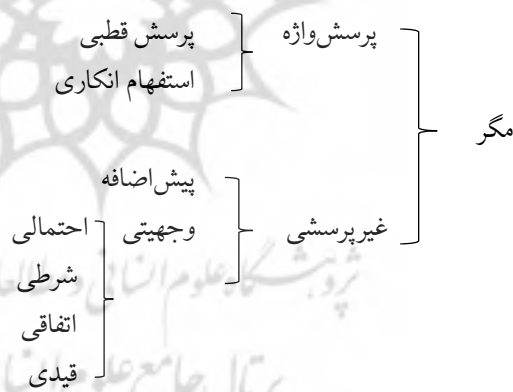 پرسش‌واژه پرسش قطبی
استفهام انکاری
مگر
پیش‌اضافه
غیرپرسشی وجهیتی احتمالی
شرطی
اتفاقی
قیدی